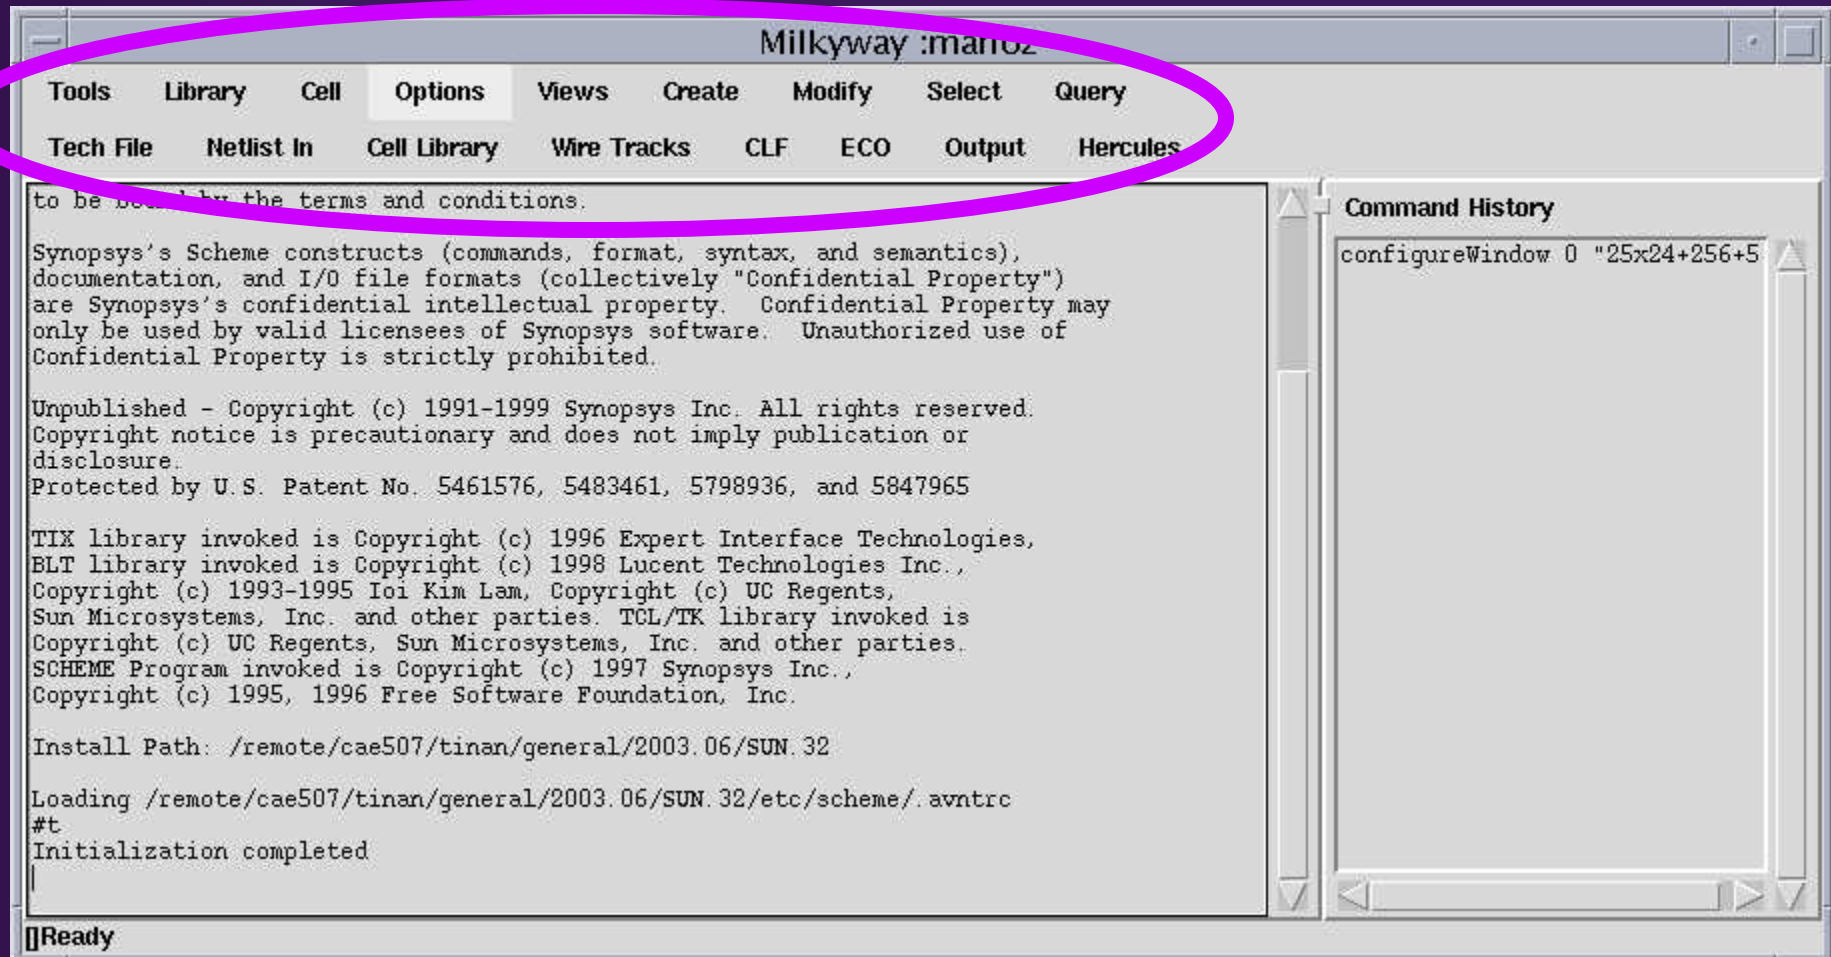 Milkyway
Tools Library Cell Options Views Create Modify Select Query
Tech File Netlist In Cell Library Wire Tracks CLF ECO Output Hercules
to be by the terms and conditions.
Synopsys's Scheme constructs (commands, format, syntax, and semantics),
documentation, and I/O file formats (collectively "Confidential Property")
are Synopsys's confidential intellectual property. Confidential Property may
only be used by valid licensees of Synopsys software. Unauthorized use of
Confidential Property is strictly prohibited.
Unpublished - Copyright (c) 1991-1999 Synopsys Inc. All rights reserved.
Copyright notice is precautionary and does not imply publication or
disclosure.
Protected by U.S. Patent No. 5461576, 5483461, 5798936, and 5847965
TIX library invoked is Copyright (c) 1996 Expert Interface Technologies,
BLT library invoked is Copyright (c) 1998 Lucent Technologies Inc.,
Copyright (c) 1993-1995 Ioi Kim Lam, Copyright (c) UC Regents,
Sun Microsystems, Inc. and other parties. TCL/TK library invoked is
Copyright (c) UC Regents, Sun Microsystems, Inc. and other parties.
SCHEME Program invoked is Copyright (c) 1997 Synopsys Inc.,
Copyright (c) 1995, 1996 Free Software Foundation, Inc.
Install Path: /remote/cae507/tinan/general/2003.06/SUN.32
Loading /remote/cae507/tinan/general/2003.06/SUN.32/etc/scheme/.avntrc
#t
Initialization completed
Command History
configureWindow 0 "25x24+256+5
[]Ready